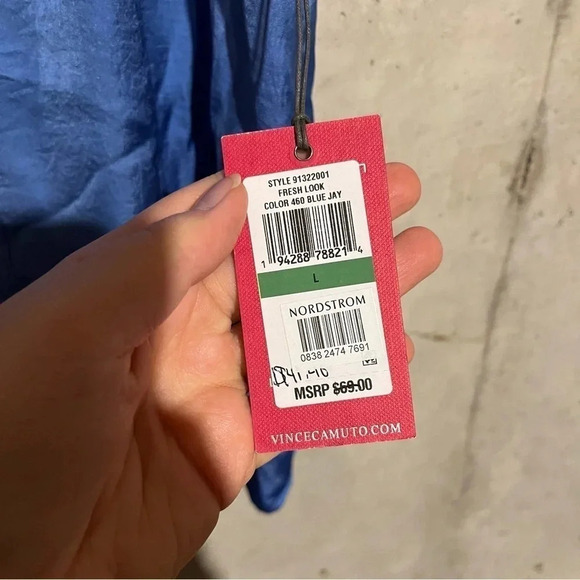 STYLE 91322001
FRESH LOOK
COLOR 460 BLUE JAY
1 94288 78821 4
L
NORDSTROM
0838 2474 7691
MSRP $69.00
VINCECAMUTO.COM